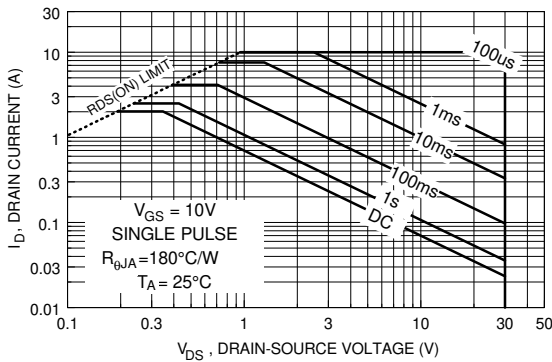 30
10
3
1
0.3
0.1
0.03
0.01
I_D, DRAIN CURRENT (A)
RDS(ON) LIMIT
100us
1ms
10ms
100ms
1s
DC
V_GS = 10V
SINGLE PULSE
R_θJA=180°C/W
T_A = 25°C
0.1 0.3 1 3 10 30 50
V_DS , DRAIN-SOURCE VOLTAGE (V)